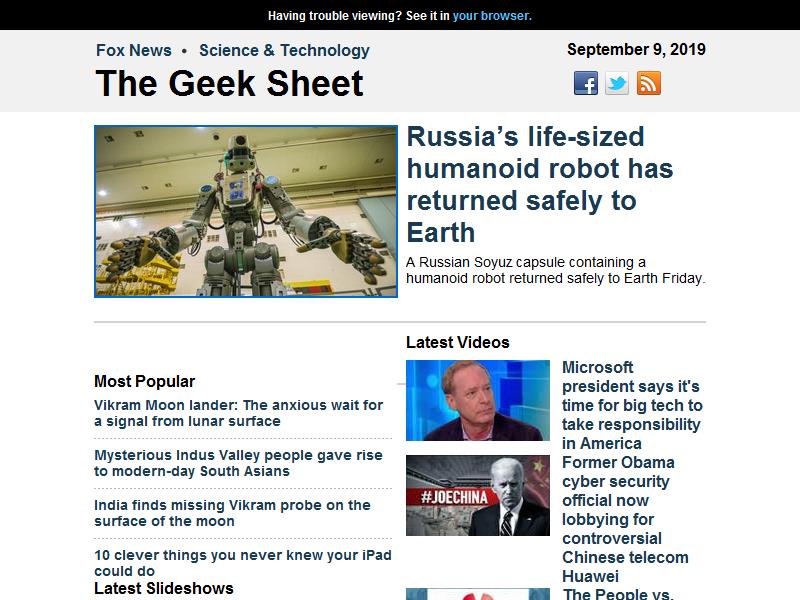 Having trouble viewing? See it in your browser.
Fox News • Science & Technology
September 9, 2019
The Geek Sheet
Russia’s life-sized
humanoid robot has
returned safely to
Earth
A Russian Soyuz capsule containing a
humanoid robot returned safely to Earth Friday.
Most Popular
Vikram Moon lander: The anxious wait for
a signal from lunar surface
Mysterious Indus Valley people gave rise
to modern-day South Asians
India finds missing Vikram probe on the
surface of the moon
10 clever things you never knew your iPad
could do
Latest Slideshows
Latest Videos
Microsoft
president says it's
time for big tech to
take responsibility
in America
#JOECHINA
Former Obama
cyber security
official now
lobbying for
controversial
Chinese telecom
Huawei
The People vs.